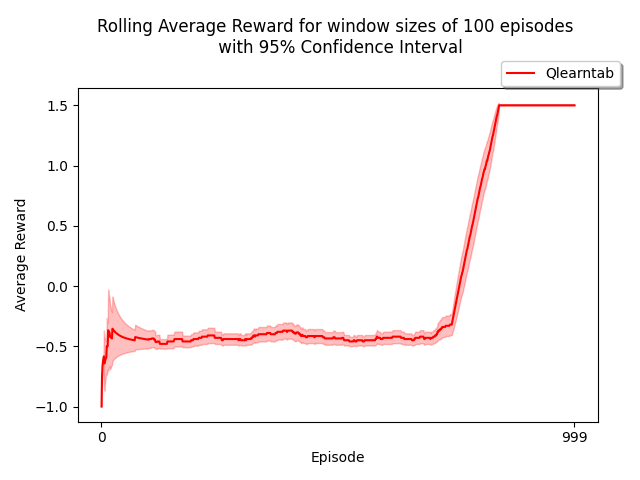 Rolling Average Reward for window sizes of 100 episodes
with 95% Confidence Interval
Qlearntab
1.5
1.0
0.5
0.0
−0.5
−1.0
Average Reward
0
999
Episode